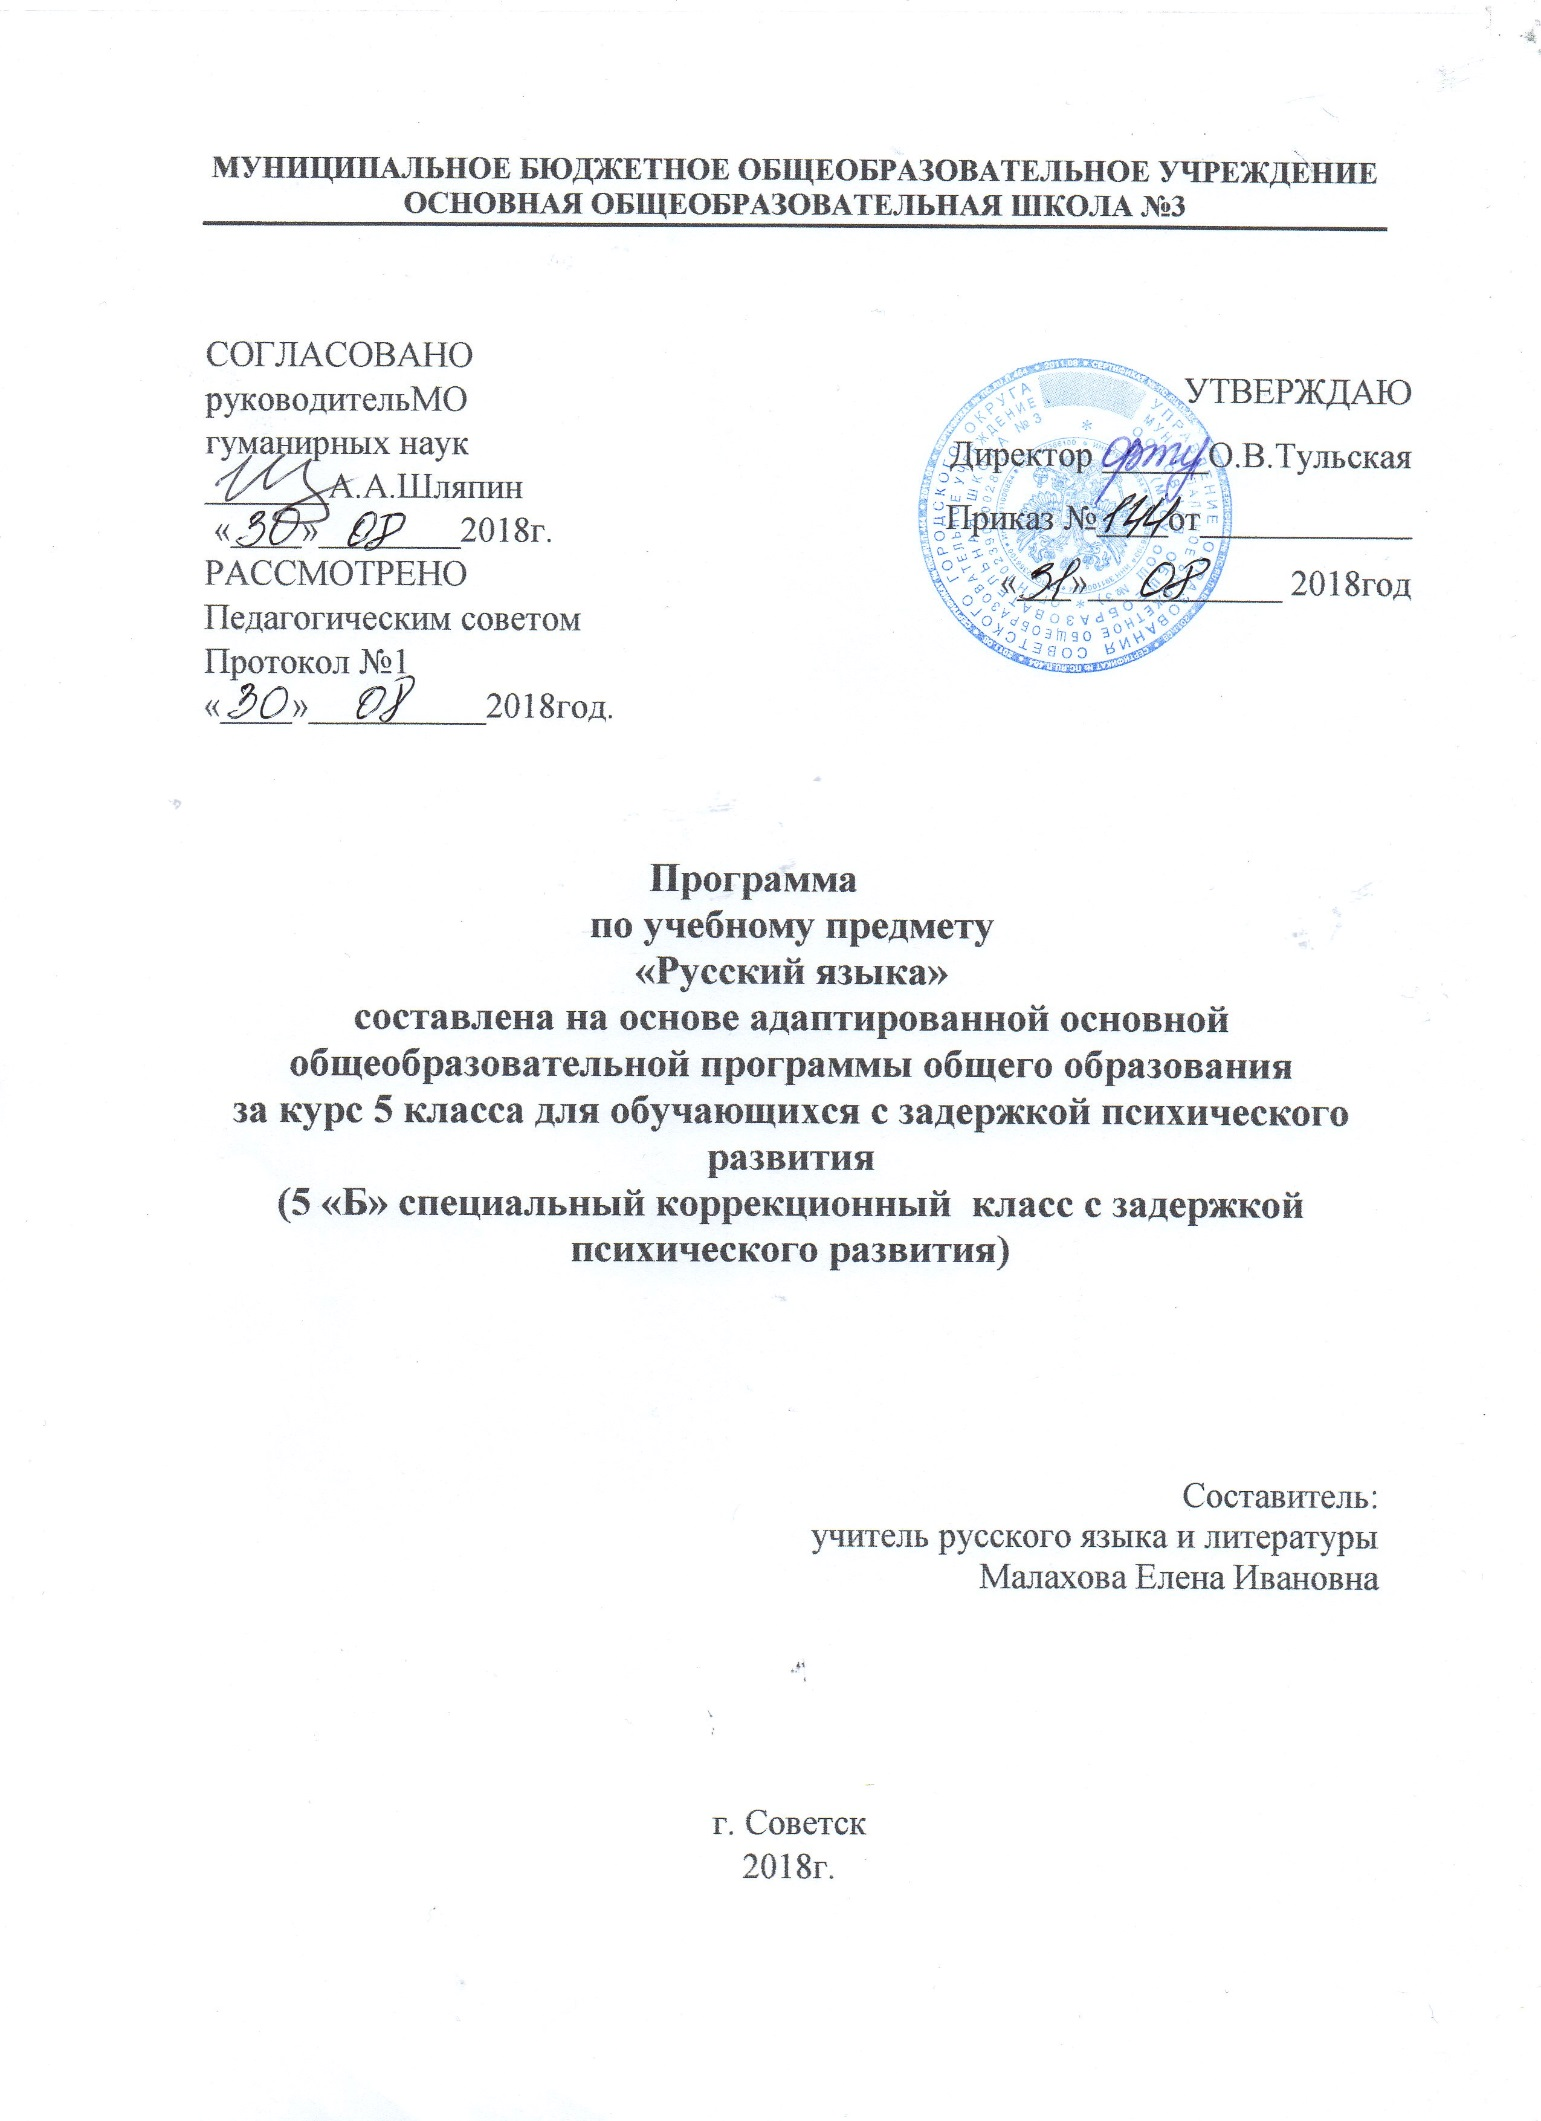 МУНИЦИПАЛЬНОЕ БЮДЖЕТНОЕ ОБЩЕОБРАЗОВАТЕЛЬНОЕ УЧРЕЖДЕНИЕ
ОСНОВНАЯ ОБЩЕОБРАЗОВАТЕЛЬНАЯ ШКОЛА №3
СОГЛАСОВАНО
руководительМО
гуманирных наук
А.А.Шляпин
«30» 08 2018г.
РАССМОТРЕНО
Педагогическим советом
Протокол №1
«30» 08 2018год.
УТВЕРЖДАЮ
Директор О.В.Тульская
Приказ № 144 от
«31» 08 2018год
Программа
по учебному предмету
«Русский языка»
составлена на основе адаптированной основной
общеобразовательной программы общего образования
за курс 5 класса для обучающихся с задержкой психического
развития
(5 «Б» специальный коррекционный класс с задержкой
психического развития)
Составитель:
учитель русского языка и литературы
Малахова Елена Ивановна
г. Советск
2018г.